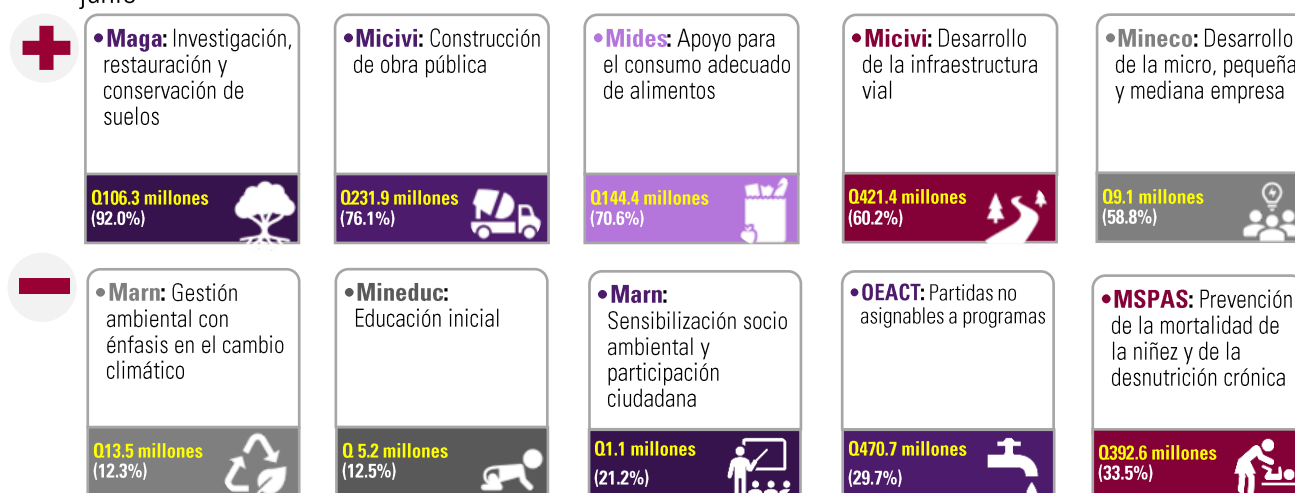 junio
• Maga: Investigación,
restauración y
conservación de
suelos
Q106.3 millones
(92.0%)
• Micivi: Construcción
de obra pública
Q231.9 millones
(76.1%)
• Mides: Apoyo para
el consumo adecuado
de alimentos
Q144.4 millones
(70.6%)
• Micivi: Desarrollo
de la infraestructura
vial
Q421.4 millones
(60.2%)
• Mineco: Desarrollo
de la micro, pequeña
y mediana empresa
Q9.1 millones
(58.8%)
• Marn: Gestión
ambiental con
énfasis en el cambio
climático
Q13.5 millones
(12.3%)
• Mineduc:
Educación inicial
Q 5.2 millones
(12.5%)
• Marn:
Sensibilización socio
ambiental y
participación
ciudadana
Q1.1 millones
(21.2%)
• OEACT: Partidas no
asignables a programas
Q470.7 millones
(29.7%)
• MSPAS: Prevención
de la mortalidad de
la niñez y de la
desnutrición crónica
Q392.6 millones
(33.5%)